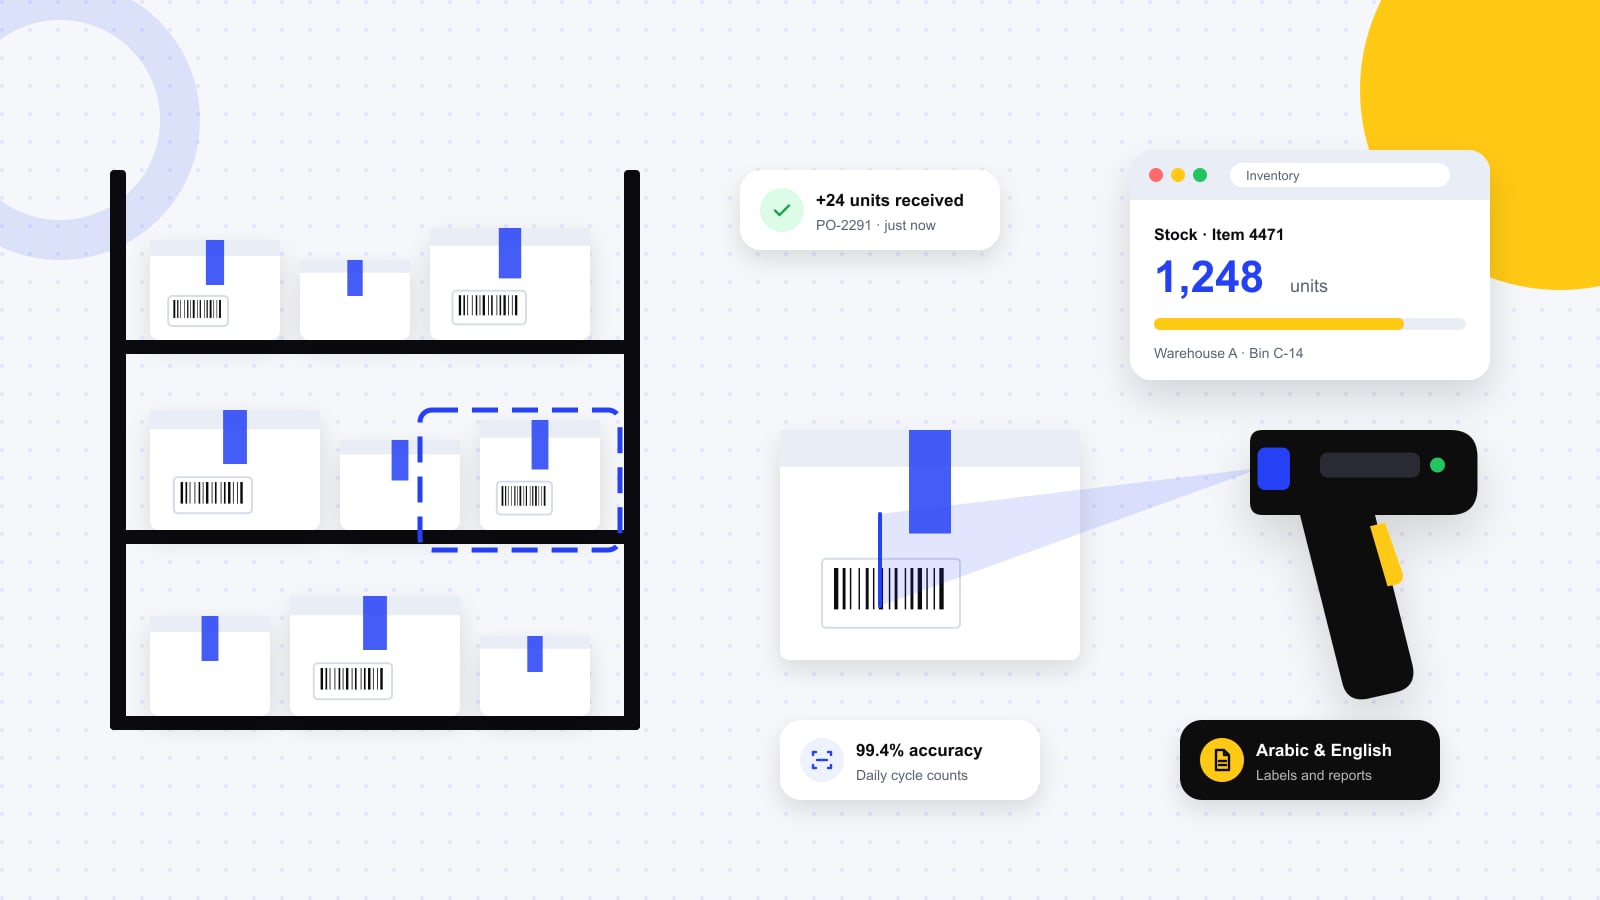 +24 units received
PO-2291 · just now
Inventory
Stock · Item 4471
1,248 units
Warehouse A · Bin C-14
99.4% accuracy
Daily cycle counts
Arabic & English
Labels and reports